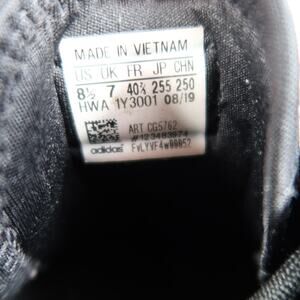 MADE IN VIETNAM
US UK FR JP CHN
8½ 7 40⅔ 255 250
HWA 1Y3001 08/19
ART CG5762
adidas